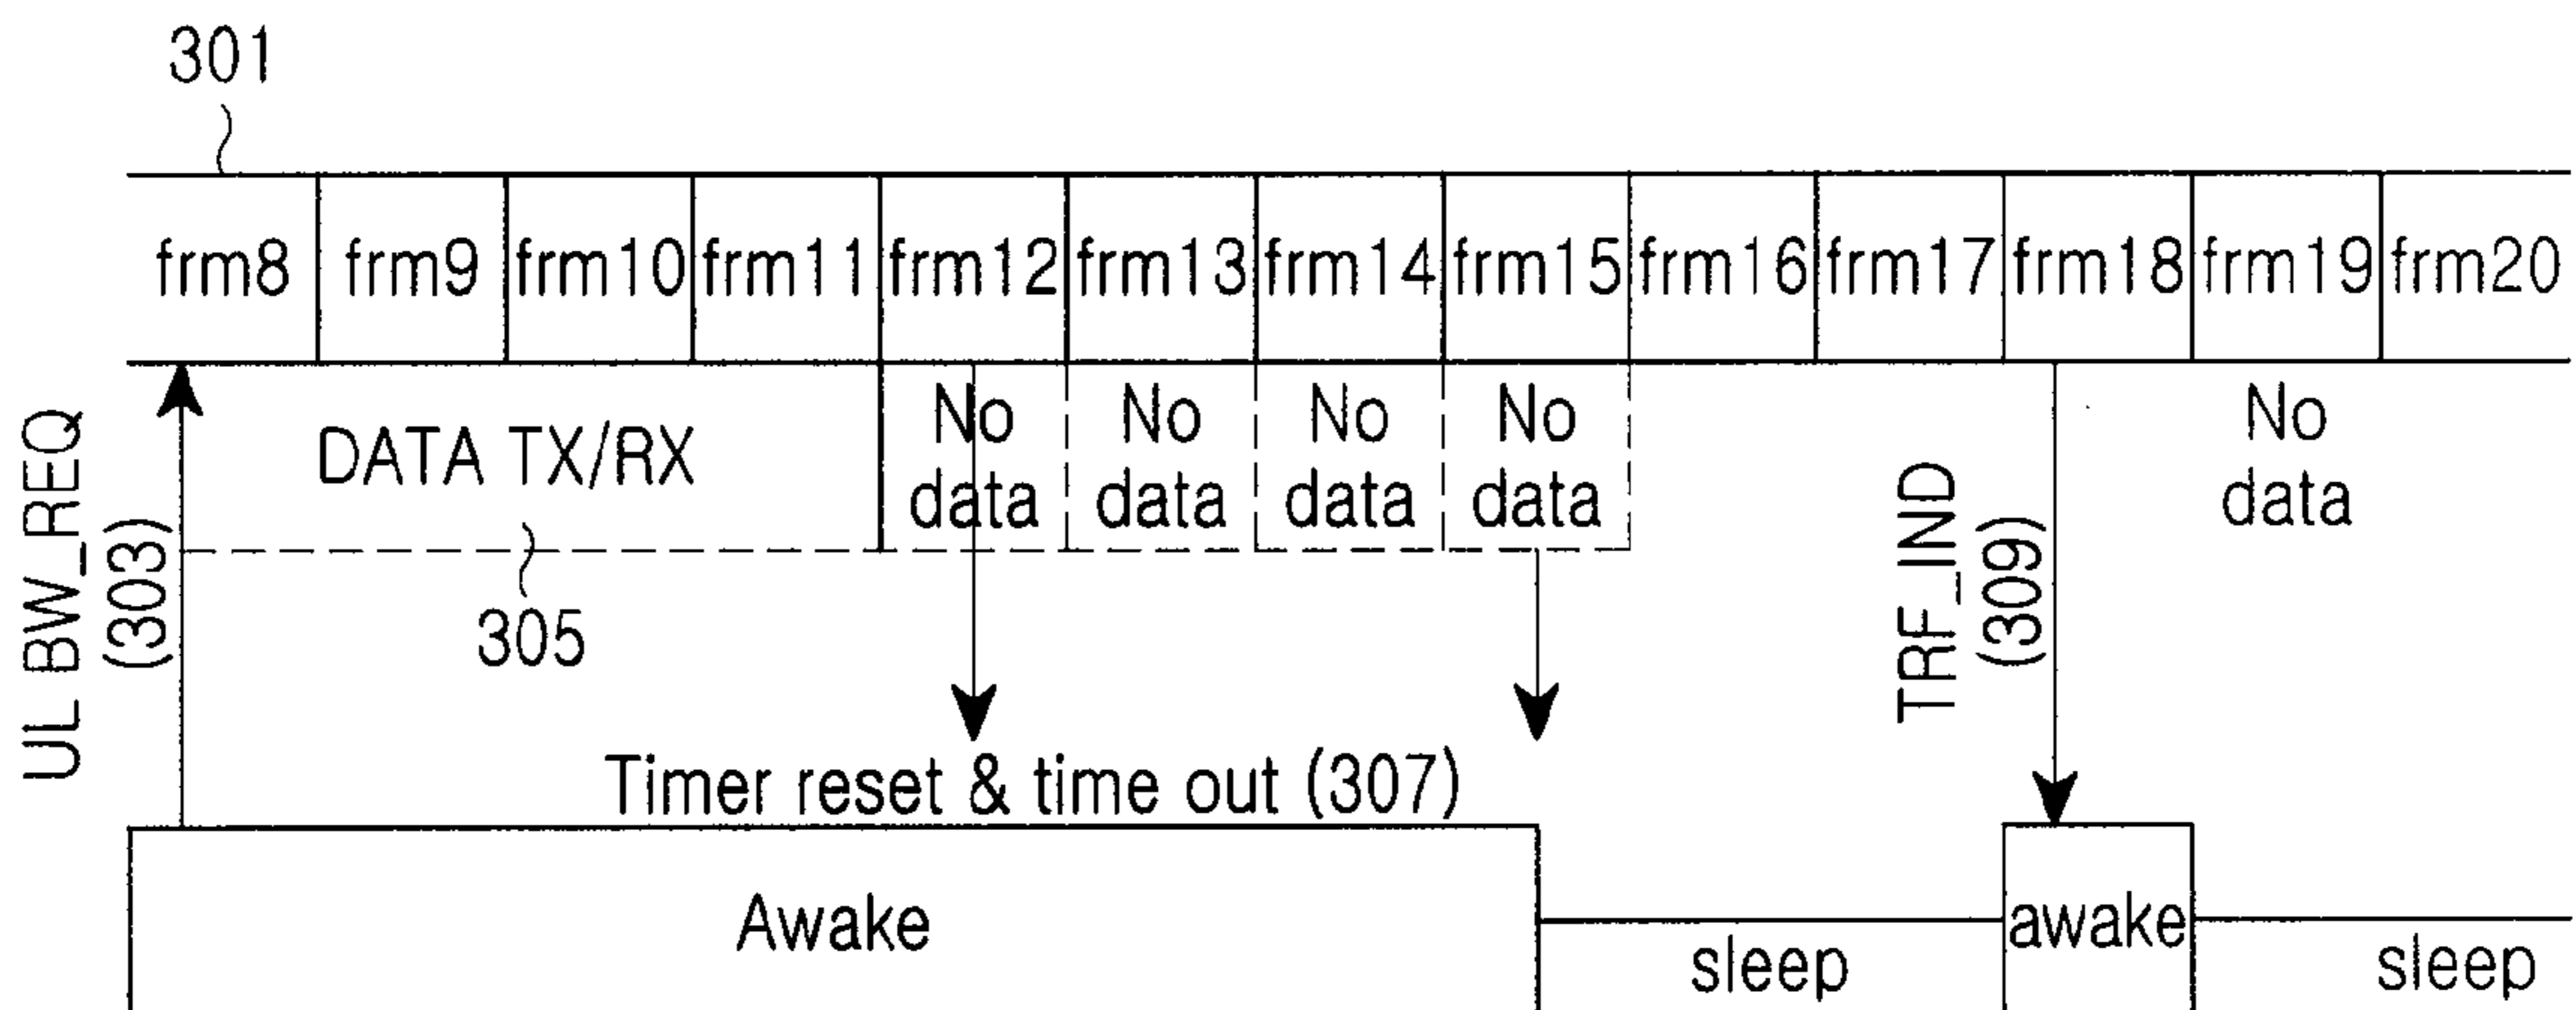 301
frm8 frm9 frm10 frm11 frm12 frm13 frm14 frm15 frm16 frm17 frm18 frm19 frm20
UL BW_REQ
(303)
DATA TX/RX
305
No
data
No
data
No
data
No
data
TRF_IND
(309)
No
data
Timer reset & time out (307)
Awake
sleep
awake
sleep